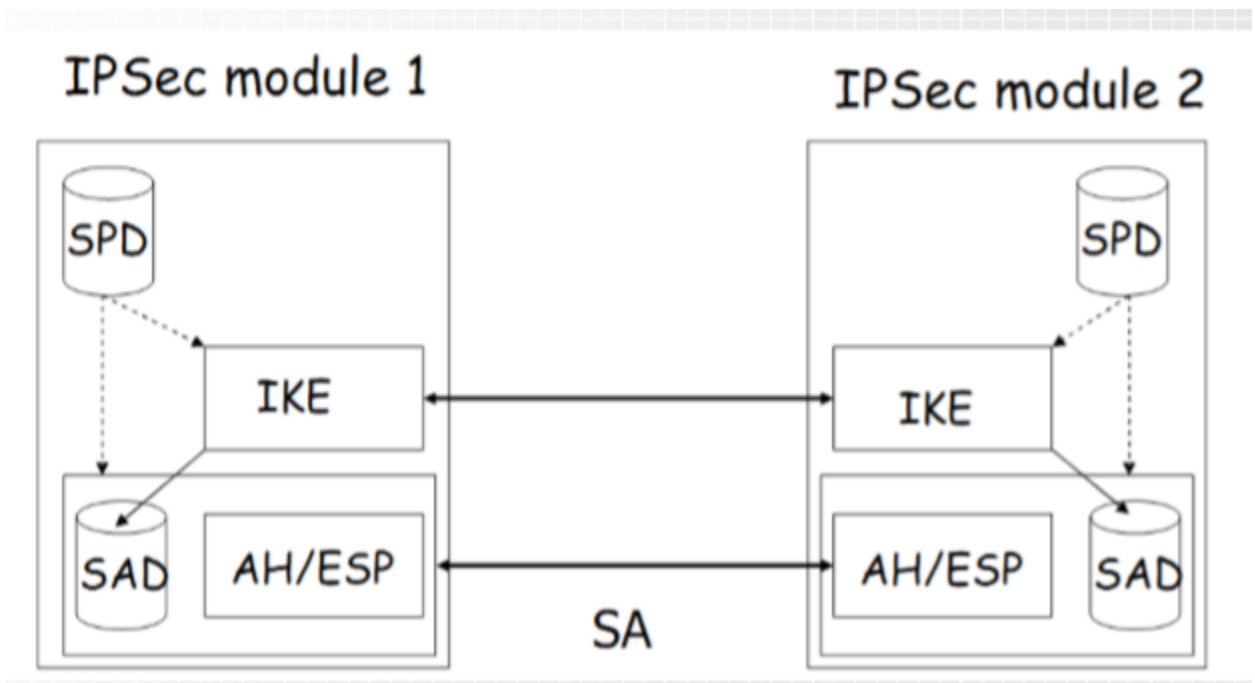 IPSec module 1
IPSec module 2
SPD
SPD
IKE
IKE
SAD
AH/ESP
AH/ESP
SAD
SA